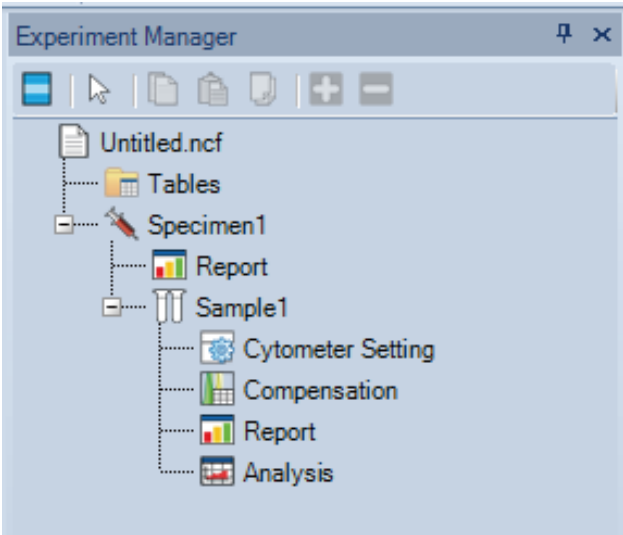 Experiment Manager
Untitled.ncf
Tables
Specimen1
Report
Sample1
Cytometer Setting
Compensation
Report
Analysis